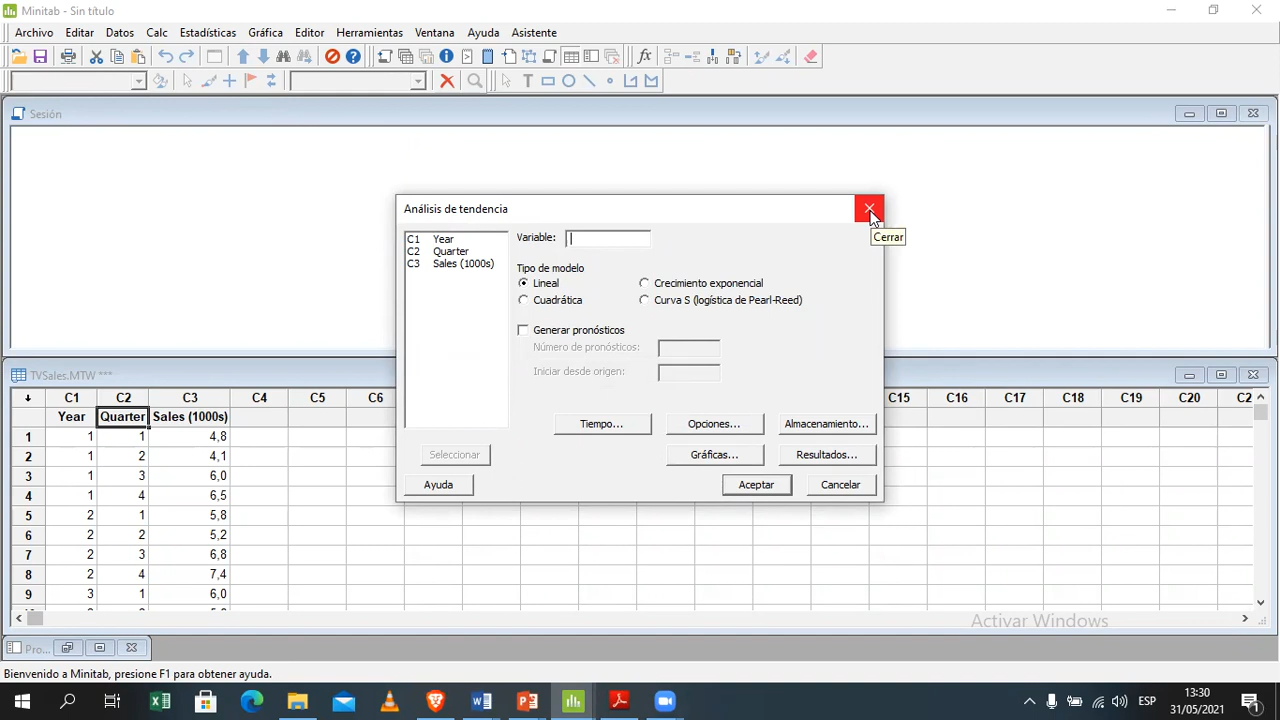 Minitab - Sin título
Archivo Editar Datos Calc Estadísticas Gráfica Editor Herramientas Ventana Ayuda Asistente
Sesión
Análisis de tendencia
Cerrar
C1 Year
C2 Quarter
C3 Sales (1000s)
Variable:
Tipo de modelo
Lineal Crecimiento exponencial
Cuadrática Curva S (logística de Pearl-Reed)
Generar pronósticos
Número de pronósticos:
Iniciar desde origen:
Tiempo... Opciones... Almacenamiento...
Seleccionar Gráficas... Resultados...
Ayuda Aceptar Cancelar
TVSales.MTW ***
C1 C2 C3 C4 C5 C6 C15 C16 C17 C18 C19 C20
Year Quarter Sales (1000s)
1 1 1 4,8
2 1 2 4,1
3 1 3 6,0
4 1 4 6,5
5 2 1 5,8
6 2 2 5,2
7 2 3 6,8
8 2 4 7,4
9 3 1 6,0
Activar Windows
Pro...
Bienvenido a Minitab, presione F1 para obtener ayuda.
ESP
13:30
31/05/2021